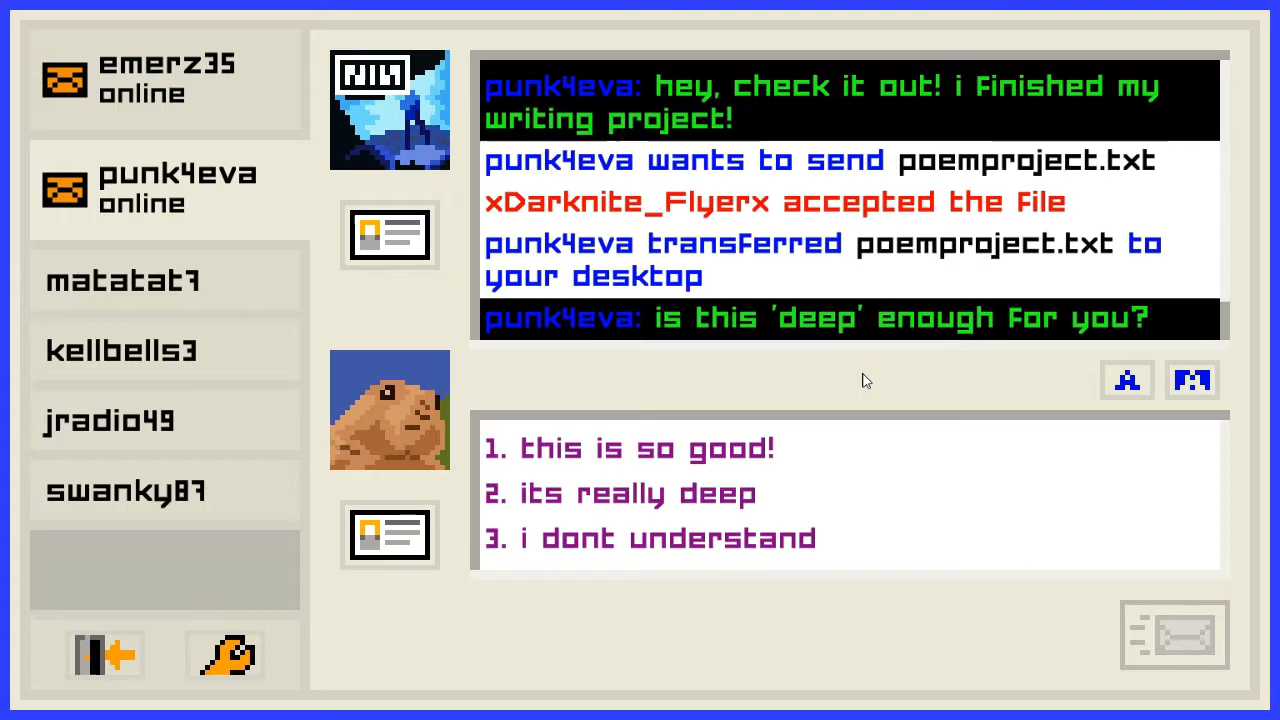 emerz35
online
punk4eva
online
matatat7
kellbells3
jradio49
swanky87
NIN
punk4eva: hey, check it out! i finished my
writing project!
punk4eva wants to send poemproject.txt
xDarknite_Flyerx accepted the file
punk4eva transferred poemproject.txt to
your desktop
punk4eva: is this 'deep' enough for you?
A
1. this is so good!
2. its really deep
3. i dont understand